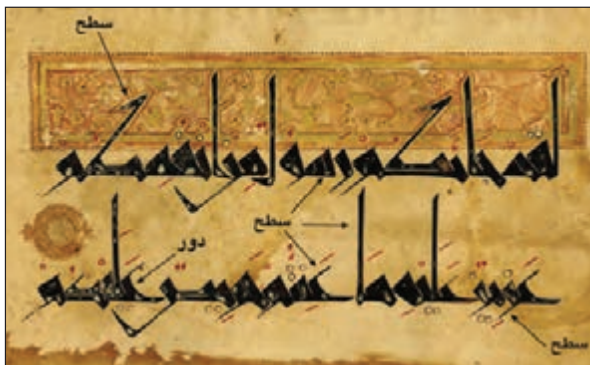 سطح
لقد جاءكم رسول من انفسكم
سطح
دور
عزيز عليه ما عنتم حريص عليكم
سطح